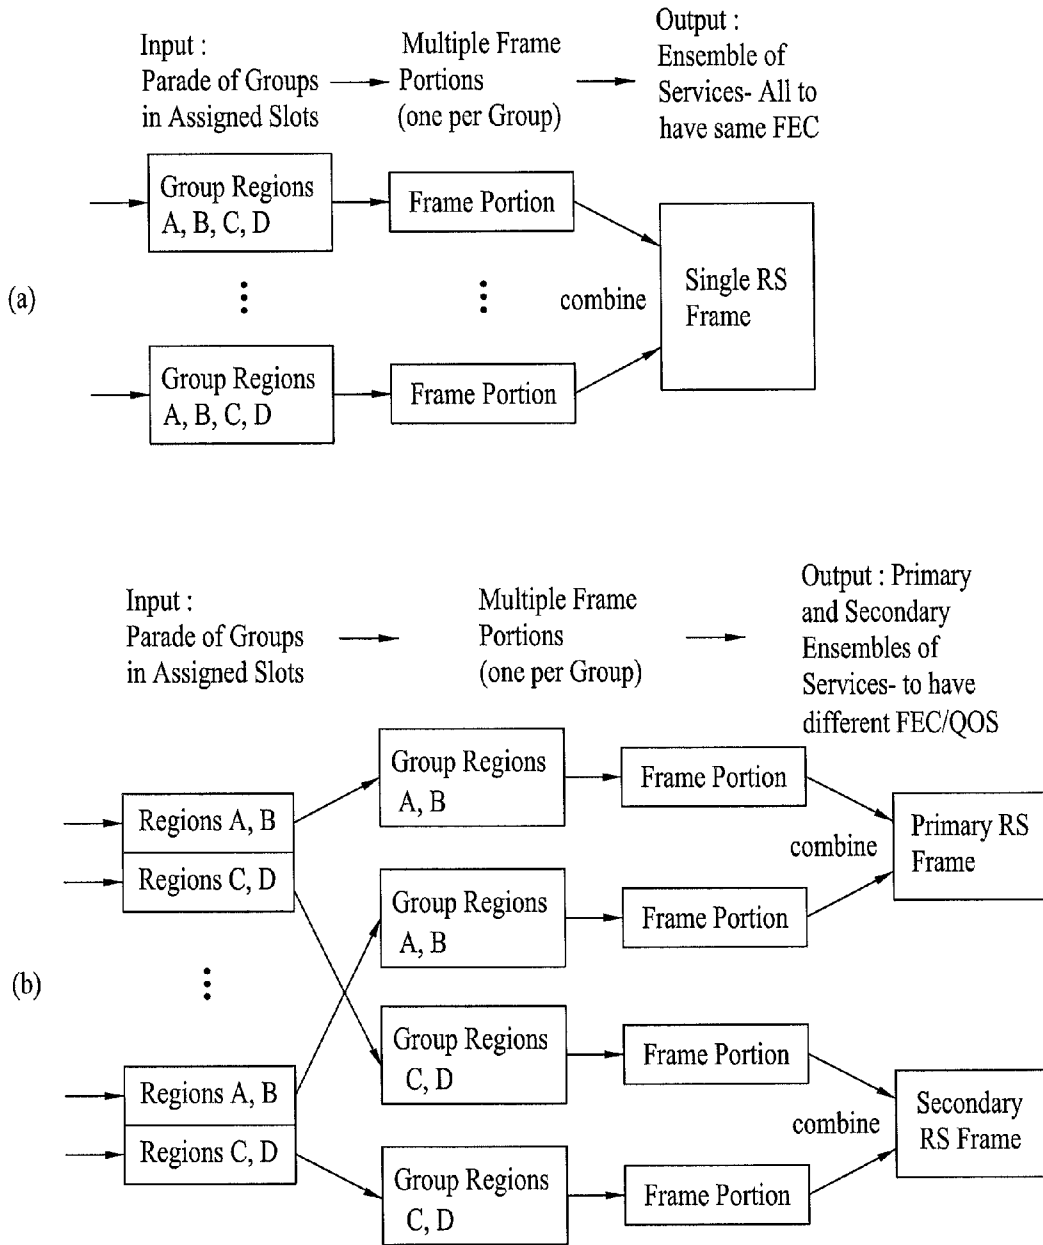 Input :
Parade of Groups
in Assigned Slots
Multiple Frame
Portions
(one per Group)
Output :
Ensemble of
Services- All to
have same FEC
(a)
Group Regions
A, B, C, D
Frame Portion
combine
Single RS
Frame
Group Regions
A, B, C, D
Frame Portion
Input :
Parade of Groups
in Assigned Slots
Multiple Frame
Portions
(one per Group)
Output : Primary
and Secondary
Ensembles of
Services- to have
different FEC/QOS
(b)
Regions A, B
Regions C, D
Group Regions
A, B
Frame Portion
combine
Primary RS
Frame
Group Regions
A, B
Frame Portion
Regions A, B
Regions C, D
Group Regions
C, D
Frame Portion
combine
Secondary
RS Frame
Group Regions
C, D
Frame Portion